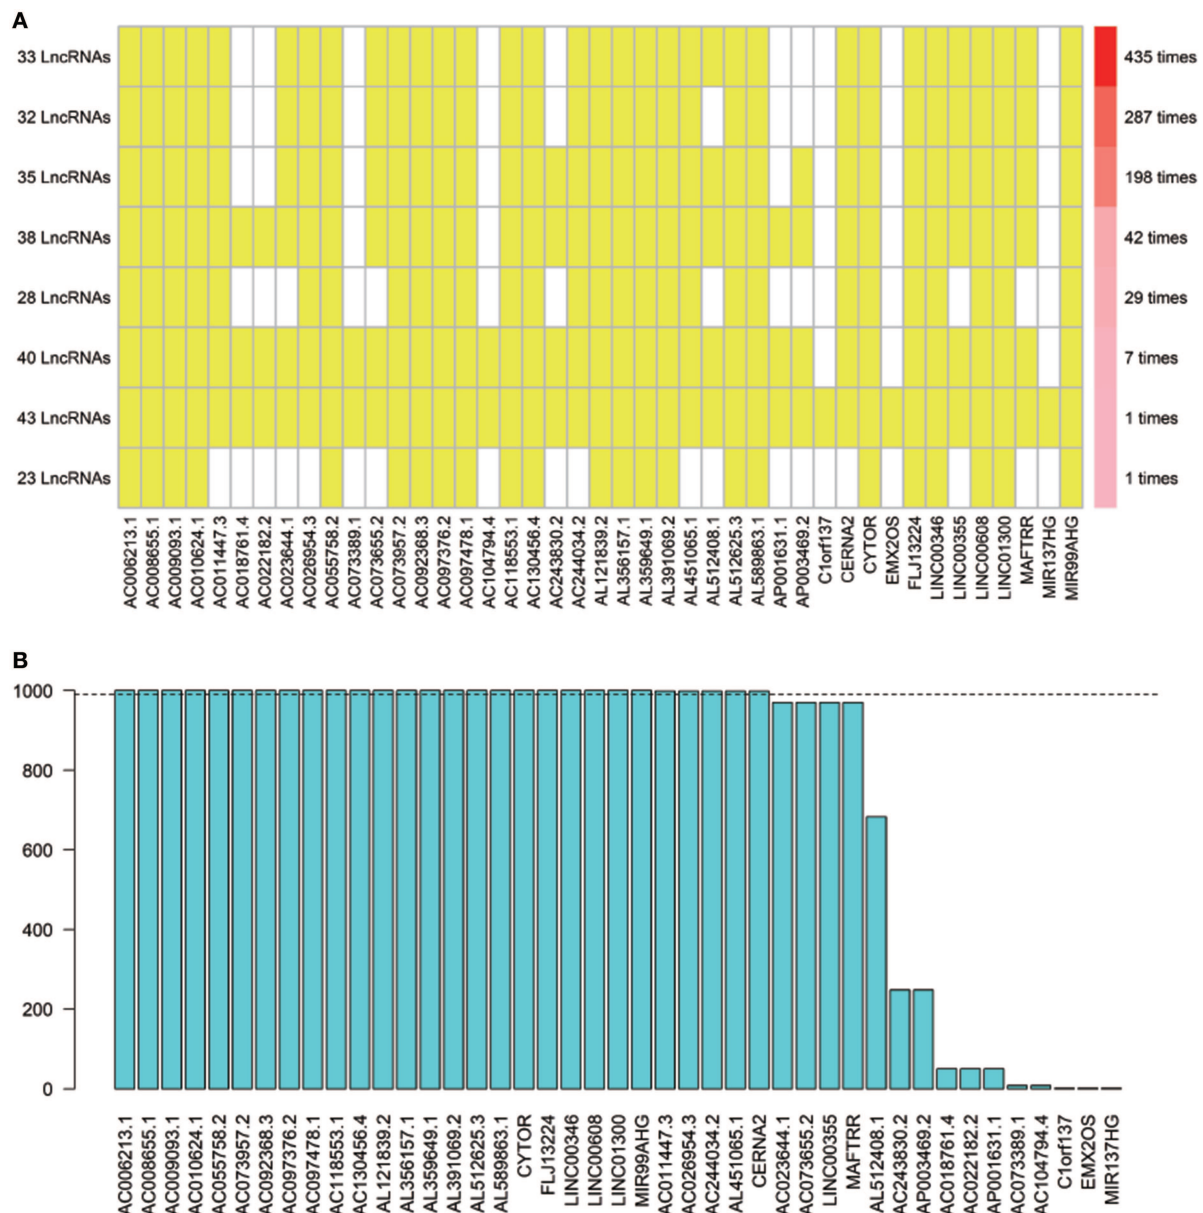 A
33 LncRNAs
435 times
32 LncRNAs
287 times
35 LncRNAs
198 times
38 LncRNAs
42 times
28 LncRNAs
29 times
40 LncRNAs
7 times
43 LncRNAs
1 times
23 LncRNAs
1 times
AC006213.1
AC008655.1
AC009093.1
AC010624.1
AC011447.3
AC018761.4
AC022182.2
AC023644.1
AC026954.3
AC055758.2
AC073389.1
AC073655.2
AC073957.2
AC092368.3
AC097376.2
AC097478.1
AC104794.4
AC118553.1
AC130456.4
AC243830.2
AC244034.2
AL121839.2
AL356157.1
AL359649.1
AL391069.2
AL451065.1
AL512408.1
AL512625.3
AL589863.1
AP001631.1
AP003469.2
C1orf137
CERNA2
CYTOR
EMX2OS
FLJ13224
LINC00346
LINC00355
LINC00608
LINC01300
MAFTRR
MIR137HG
MIR99AHG
B
1000
800
600
400
200
0
AC006213.1
AC008655.1
AC009093.1
AC010624.1
AC055758.2
AC073957.2
AC092368.3
AC097376.2
AC097478.1
AC118553.1
AC130456.4
AL121839.2
AL356157.1
AL359649.1
AL391069.2
AL512625.3
AL589863.1
CYTOR
FLJ13224
LINC00346
LINC00608
LINC01300
MIR99AHG
AC011447.3
AC026954.3
AC244034.2
AL451065.1
CERNA2
AC023644.1
AC073655.2
LINC00355
MAFTRR
AL512408.1
AC243830.2
AP003469.2
AC018761.4
AC022182.2
AP001631.1
AC073389.1
AC104794.4
C1orf137
EMX2OS
MIR137HG